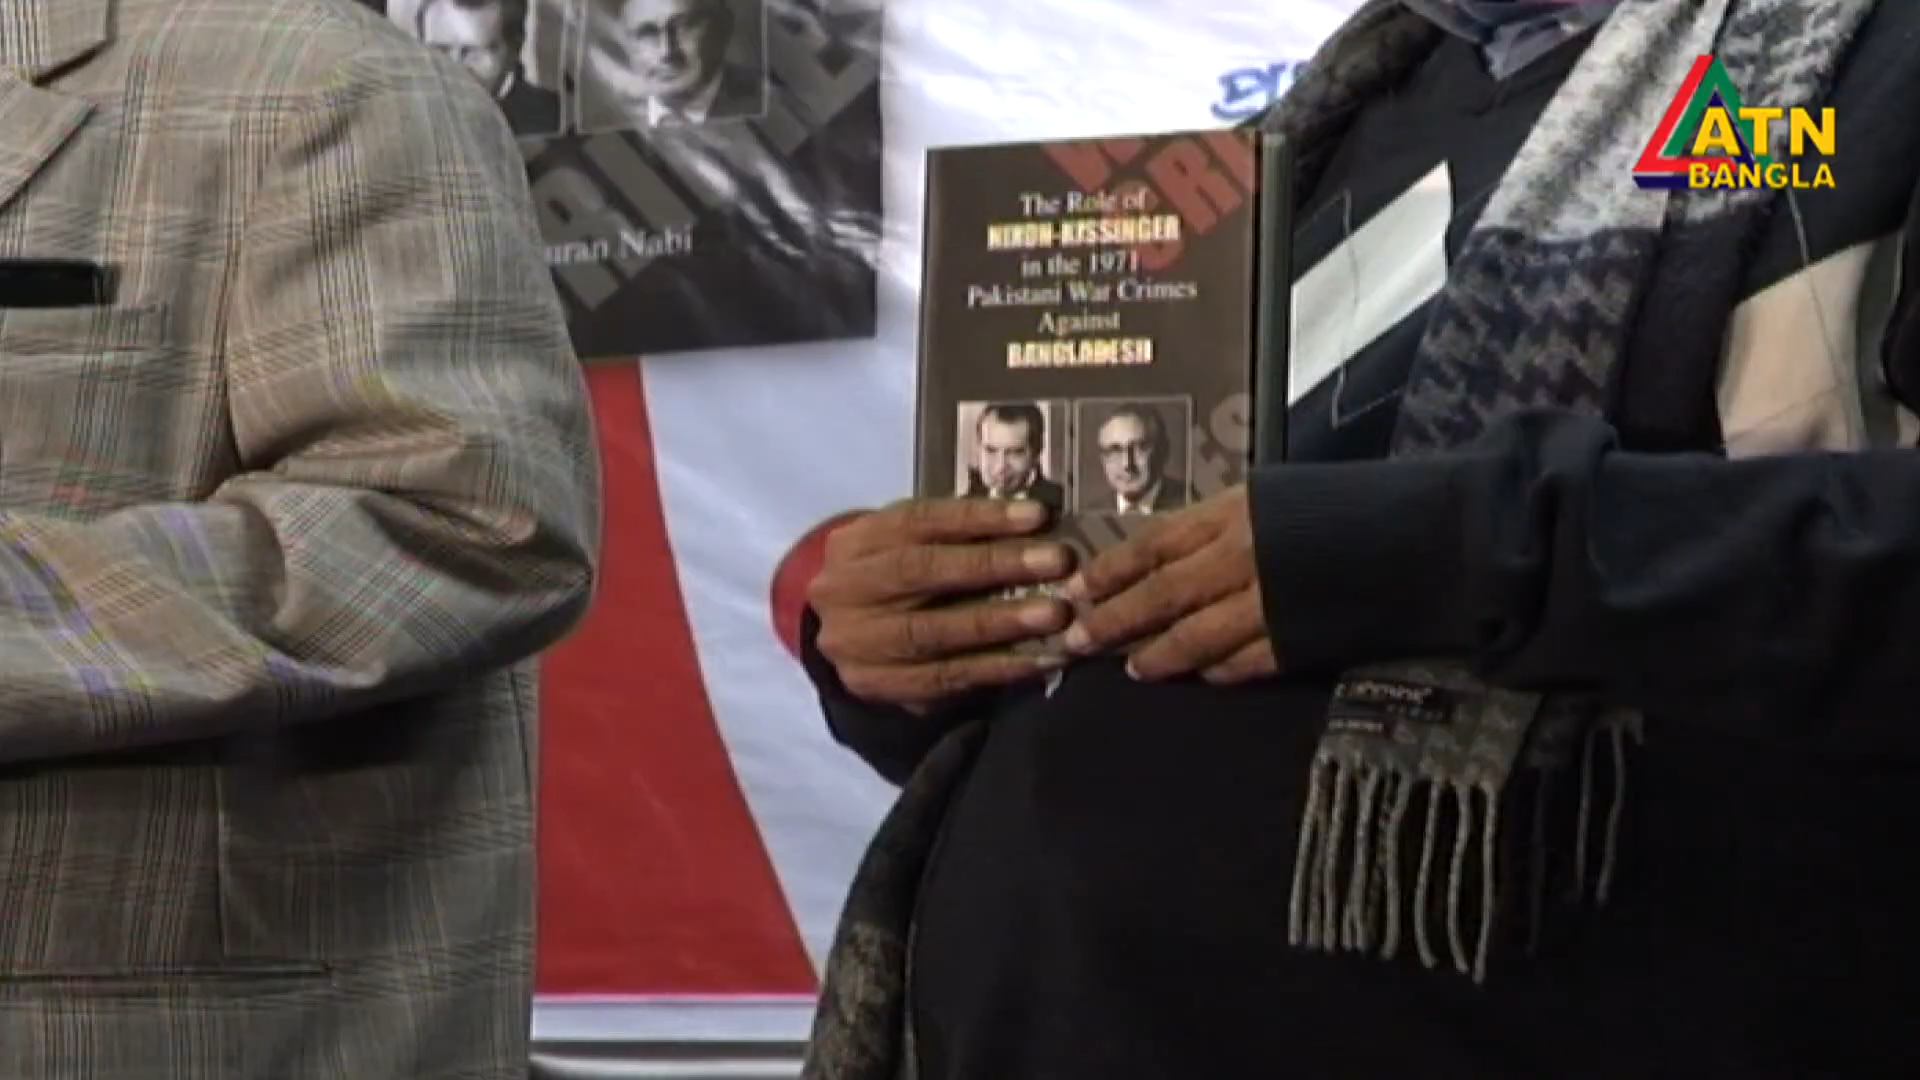 ATN
BANGLA
uran Nabi
The Role of
NIXON-KISSINGER
in the 1971
Pakistani War Crimes
Against
BANGLADESH